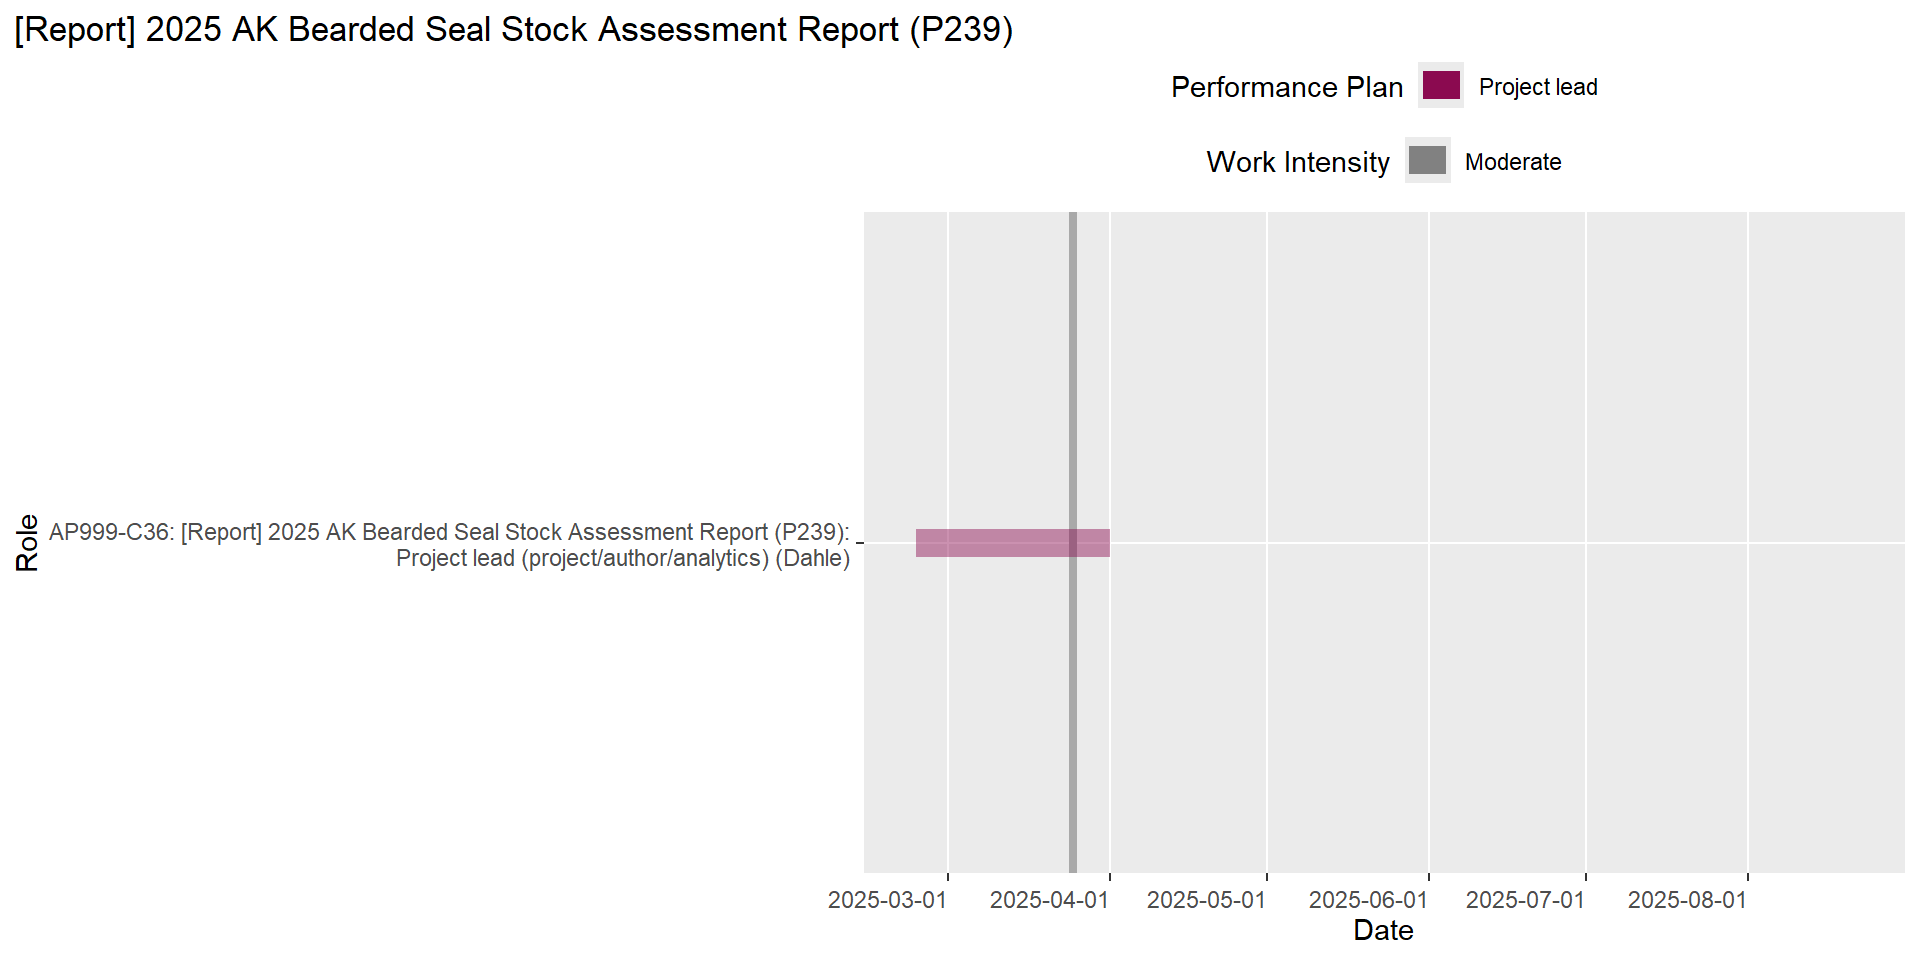 [Report] 2025 AK Bearded Seal Stock Assessment Report (P239)
Performance Plan
Project lead
Work Intensity
Moderate
Role
AP999-C36: [Report] 2025 AK Bearded Seal Stock Assessment Report (P239):
Project lead (project/author/analytics) (Dahle)
2025-03-01
2025-04-01
2025-05-01
2025-06-01
2025-07-01
2025-08-01
Date